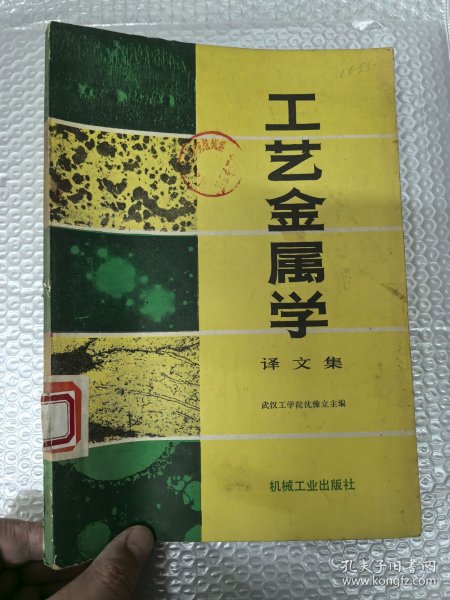 1653
工艺金属学
译文集
武汉工学院沈豫立主编
机械工业出版社
孔夫子旧书网
www.kongfz.com